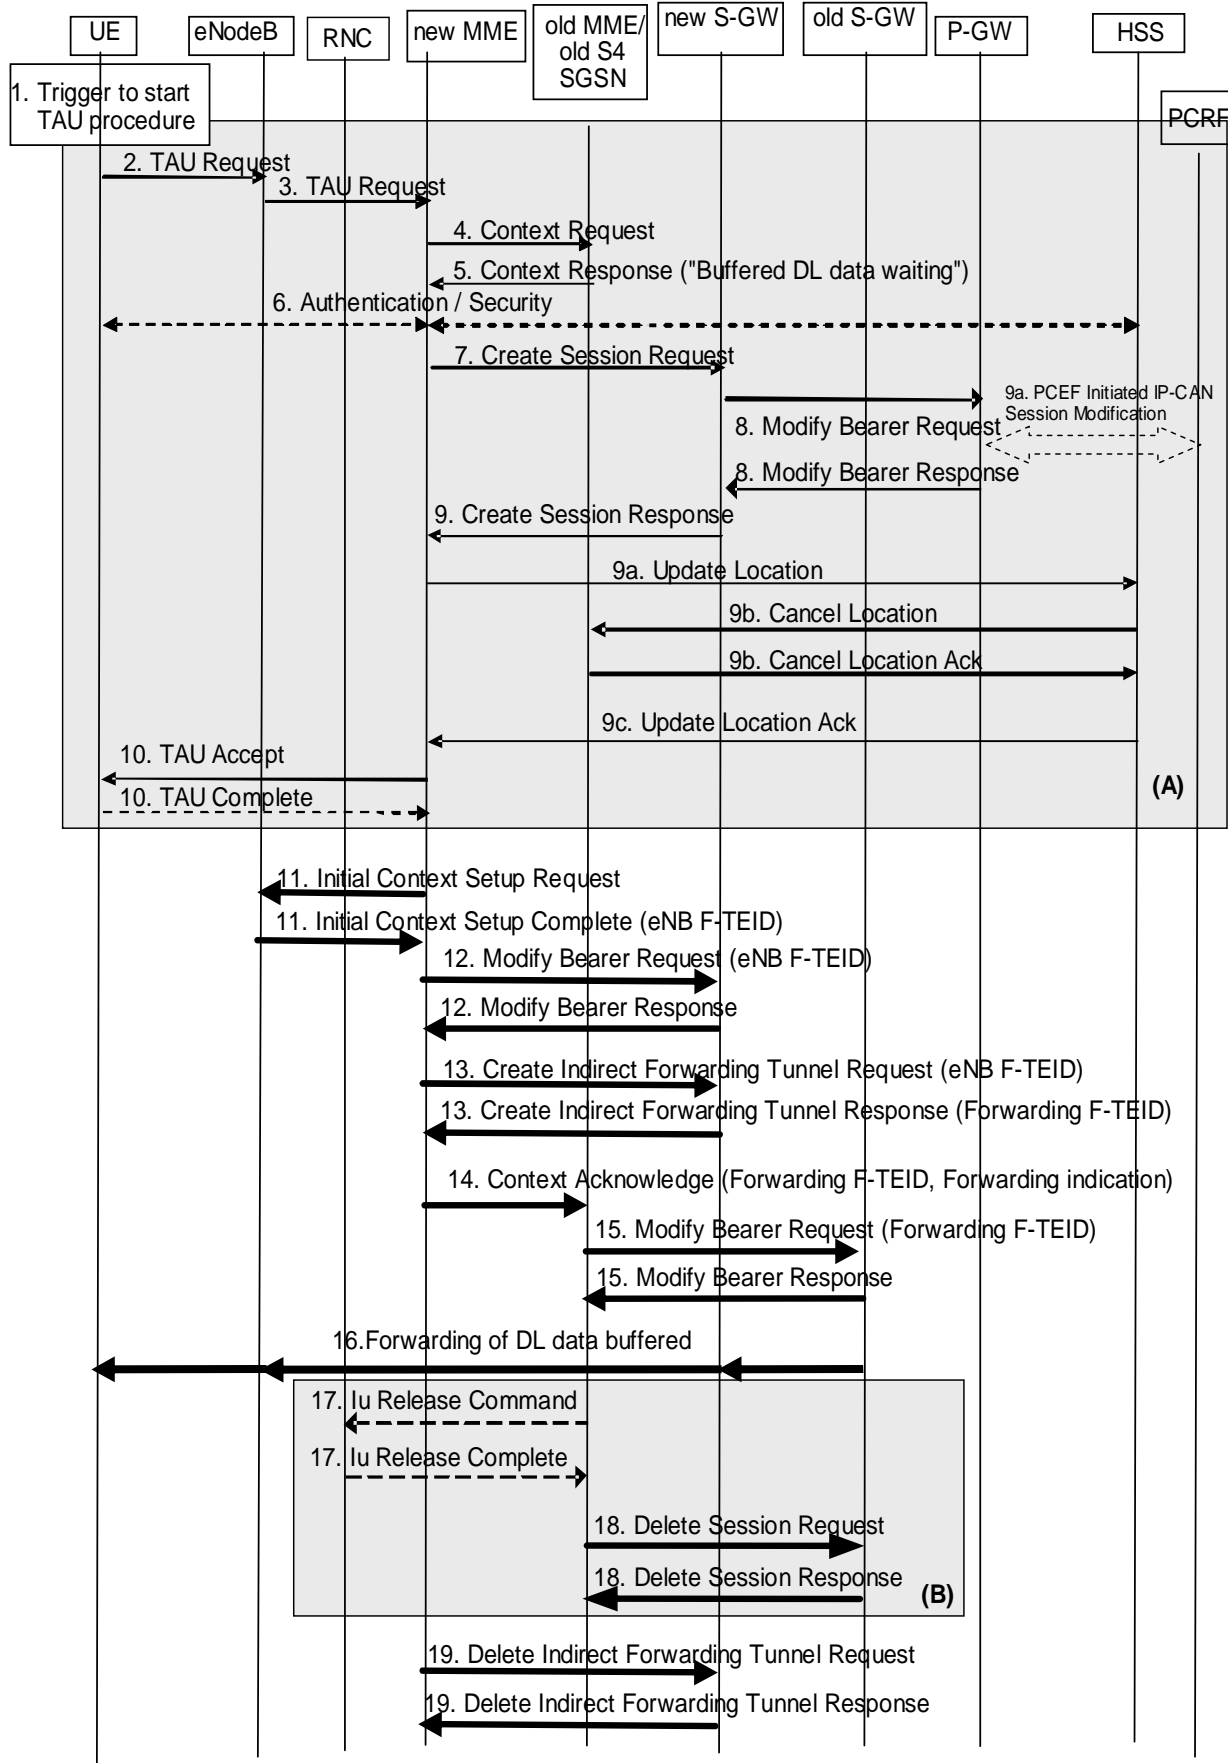 UE
eNodeB
RNC
new MME
old MME/
old S4
SGSN
new S-GW
old S-GW
P-GW
HSS
PCRF
1. Trigger to start
TAU procedure
2. TAU Request
3. TAU Request
4. Context Request
5. Context Response ("Buffered DL data waiting")
6. Authentication / Security
7. Create Session Request
9a. PCEF Initiated IP-CAN
Session Modification
8. Modify Bearer Request
8. Modify Bearer Response
9. Create Session Response
9a. Update Location
9b. Cancel Location
9b. Cancel Location Ack
9c. Update Location Ack
10. TAU Accept
10. TAU Complete
(A)
11. Initial Context Setup Request
11. Initial Context Setup Complete (eNB F-TEID)
12. Modify Bearer Request (eNB F-TEID)
12. Modify Bearer Response
13. Create Indirect Forwarding Tunnel Request (eNB F-TEID)
13. Create Indirect Forwarding Tunnel Response (Forwarding F-TEID)
14. Context Acknowledge (Forwarding F-TEID, Forwarding indication)
15. Modify Bearer Request (Forwarding F-TEID)
15. Modify Bearer Response
16.Forwarding of DL data buffered
17. Iu Release Command
17. Iu Release Complete
18. Delete Session Request
18. Delete Session Response
(B)
19. Delete Indirect Forwarding Tunnel Request
19. Delete Indirect Forwarding Tunnel Response